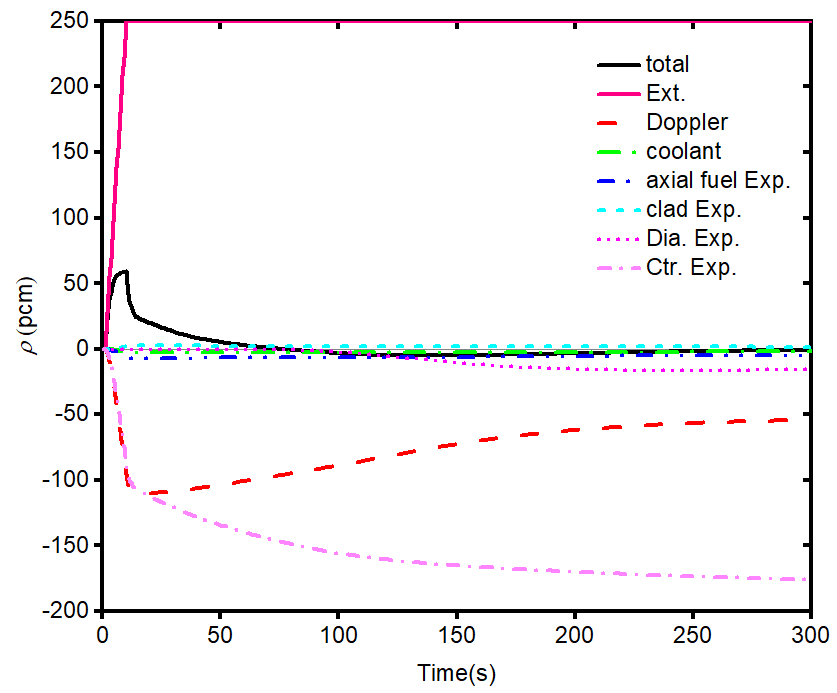 250
200
150
100
50
0
-50
-100
-150
-200
ρ (pcm)
total
Ext.
Doppler
coolant
axial fuel Exp.
clad Exp.
Dia. Exp.
Ctr. Exp.
0 50 100 150 200 250 300
Time(s)